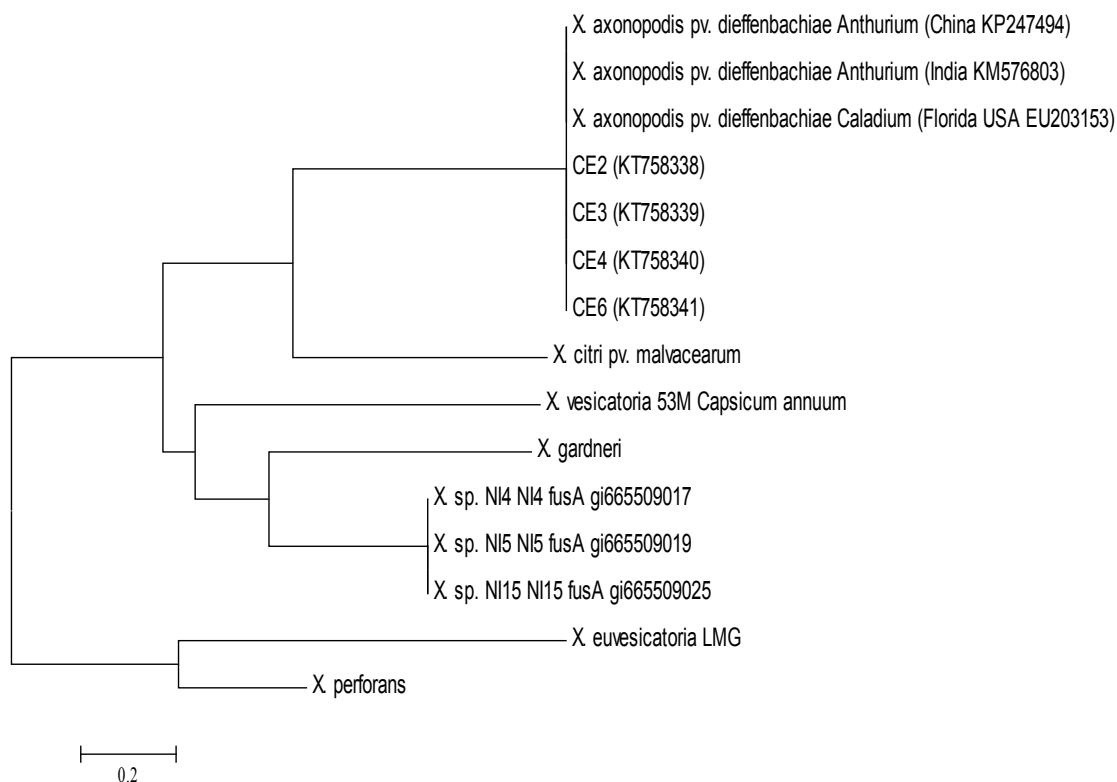 X. axonopodis pv. dieffenbachiae Anthurium (China KP247494)
X. axonopodis pv. dieffenbachiae Anthurium (India KM576803)
X. axonopodis pv. dieffenbachiae Caladium (Florida USA EU203153)
CE2 (KT758338)
CE3 (KT758339)
CE4 (KT758340)
CE6 (KT758341)
X. citri pv. malvacearum
X. vesicatoria 53M Capsicum annuum
X. gardneri
X. sp. NI4 NI4 fusA gi665509017
X. sp. NI5 NI5 fusA gi665509019
X. sp. NI15 NI15 fusA gi665509025
X. euvesicatoria LMG
X. perforans
0.2